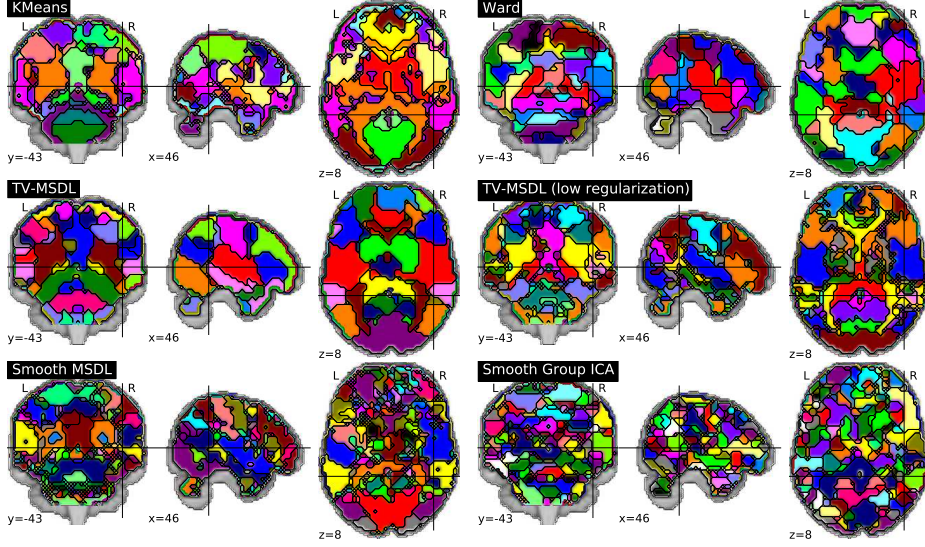 KMeans
L R
L R
y=-43
x=46
z=8
Ward
L R
L R
y=-43
x=46
z=8
TV-MSDL
L R
L R
y=-43
x=46
z=8
TV-MSDL (low regularization)
L R
L R
y=-43
x=46
z=8
Smooth MSDL
L R
L R
y=-43
x=46
z=8
Smooth Group ICA
L R
L R
y=-43
x=46
z=8